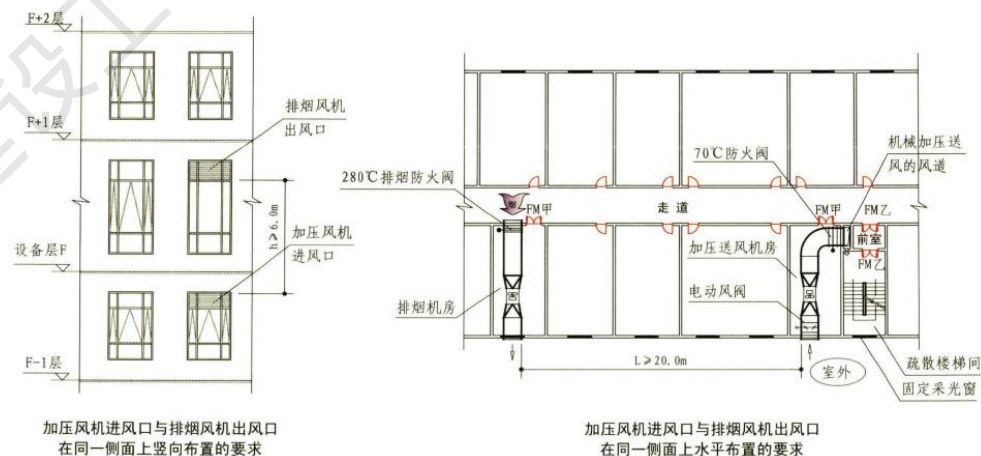 F+2层
F+1层
设备层F
F-1层
排烟风机
出风口
h≥6.0m
加压风机
进风口
加压风机进风口与排烟风机出风口
在同一侧面上竖向布置的要求
280℃排烟防火阀
烟
FM甲
走道
70℃防火阀
机械加压送
风的风道
FM甲
FM乙
前室
FM乙
加压送风机房
电动风阀
排烟机房
L≥20.0m
室外
疏散楼梯间
固定采光窗
加压风机进风口与排烟风机出风口
在同一侧面上水平布置的要求